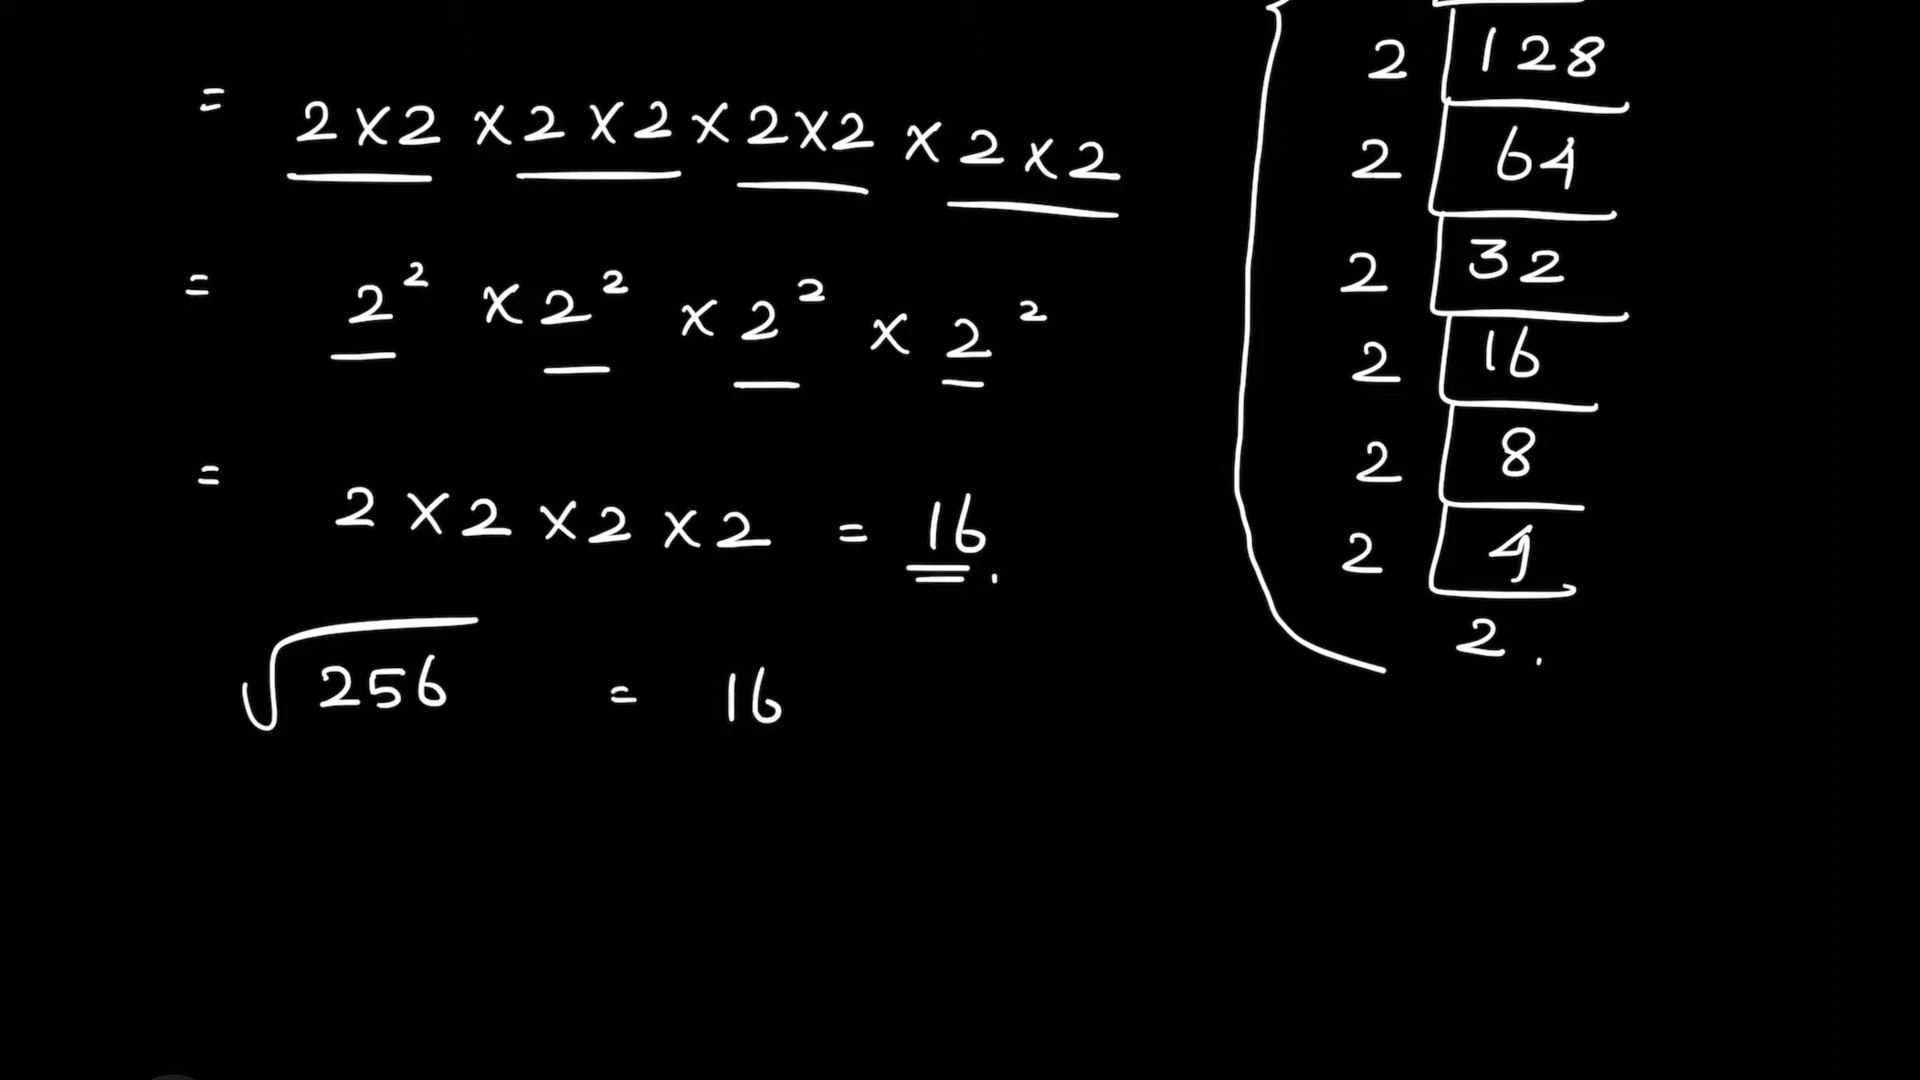 = 2 × 2 × 2 × 2 × 2 × 2 × 2 × 2
= 2² × 2² × 2² × 2²
= 2 × 2 × 2 × 2 = 16.
√256 = 16
2 128
2 64
2 32
2 16
2 8
2 4
2.